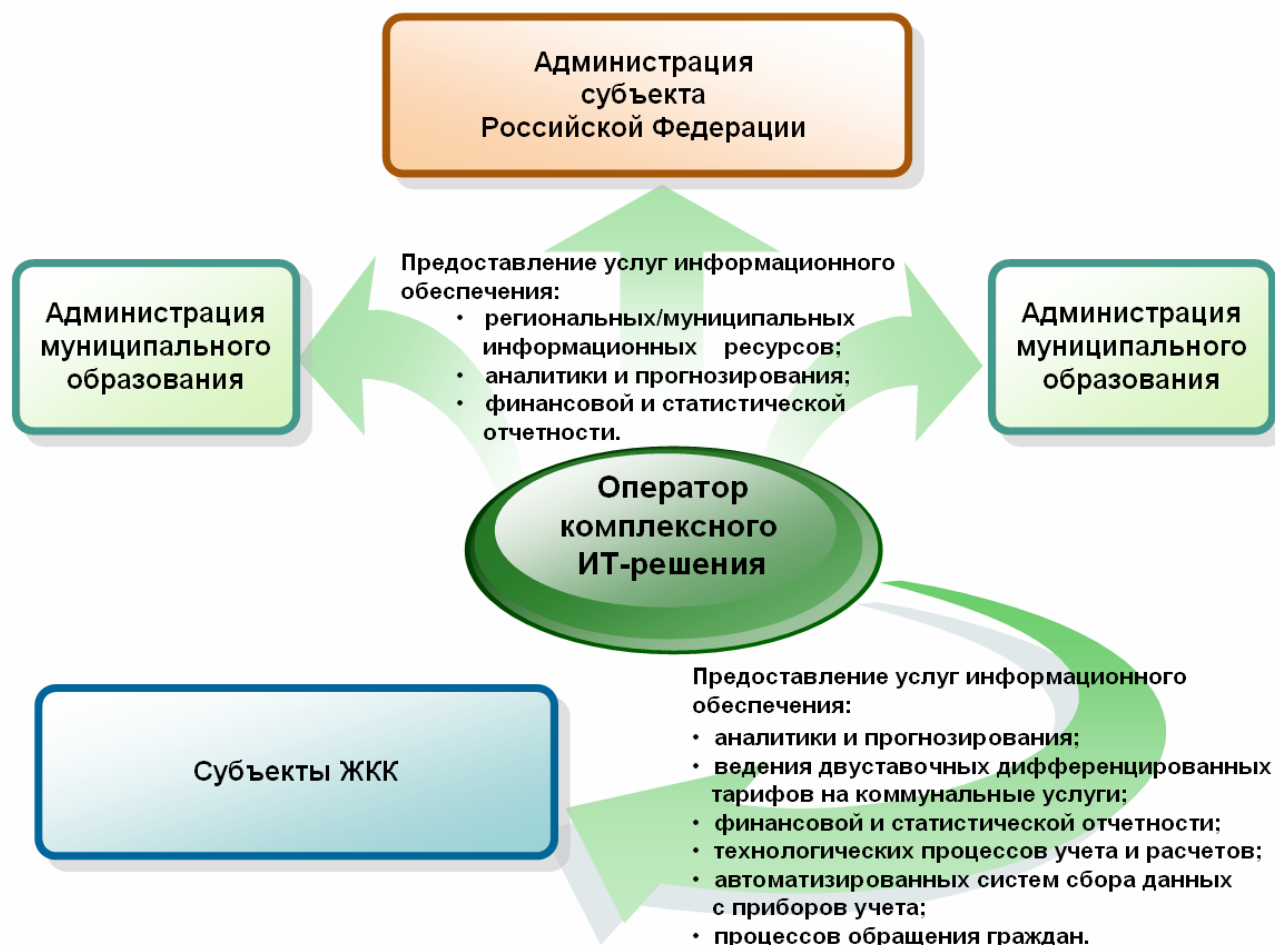 Администрация
субъекта
Российской Федерации
Предоставление услуг информационного
обеспечения:
• региональных/муниципальных
информационных ресурсов;
• аналитики и прогнозирования;
• финансовой и статистической
отчетности.
Администрация
муниципального
образования
Администрация
муниципального
образования
Оператор
комплексного
ИТ-решения
Субъекты ЖКК
Предоставление услуг информационного
обеспечения:
• аналитики и прогнозирования;
• ведения двуставочных дифференцированных
тарифов на коммунальные услуги;
• финансовой и статистической отчетности;
• технологических процессов учета и расчетов;
• автоматизированных систем сбора данных
с приборов учета;
• процессов обращения граждан.